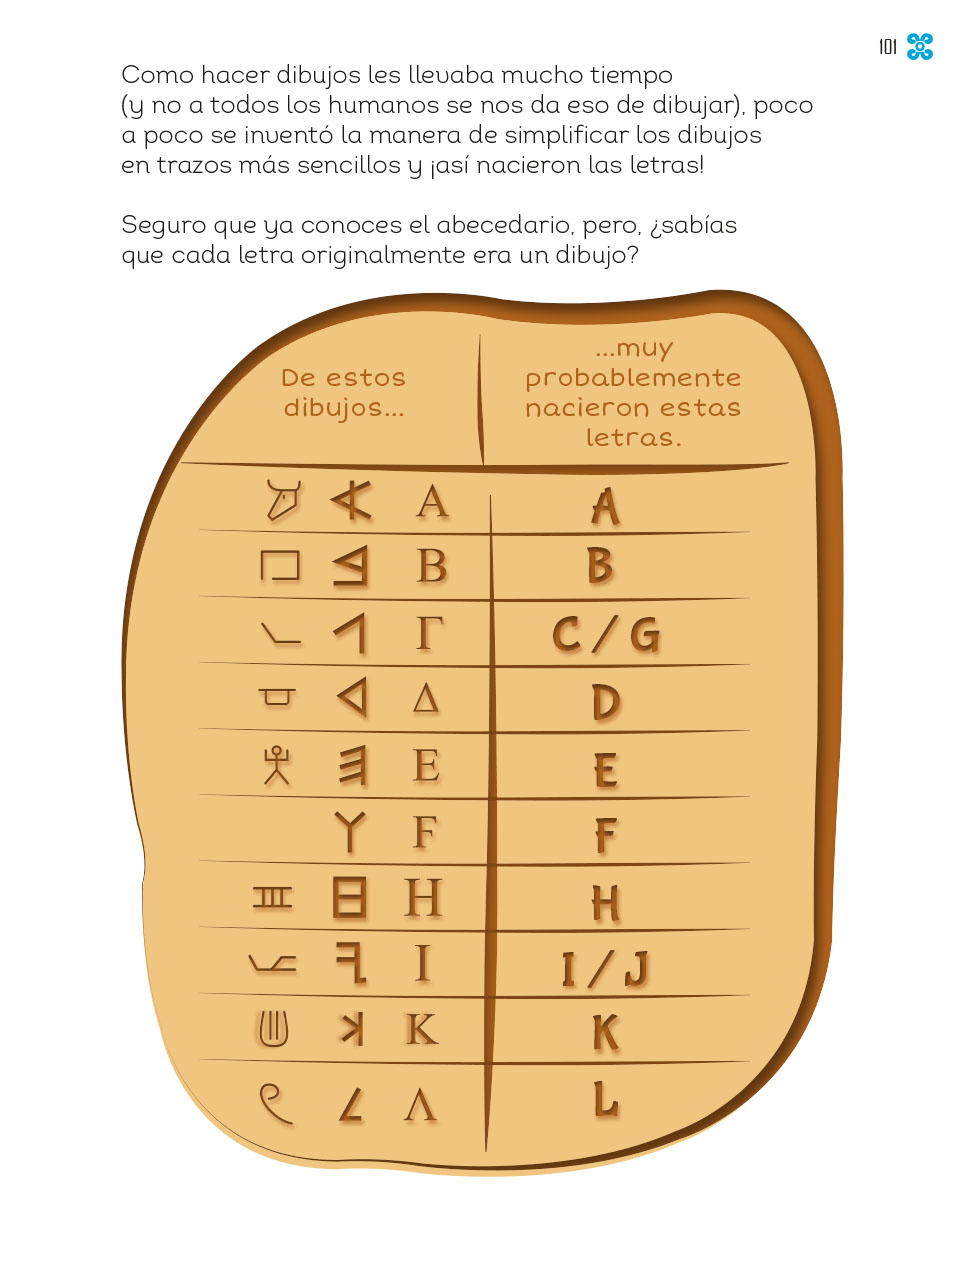 101
Como hacer dibujos les llevaba mucho tiempo
(y no a todos los humanos se nos da eso de dibujar), poco
a poco se inventó la manera de simplificar los dibujos
en trazos más sencillos y ¡así nacieron las letras!
Seguro que ya conoces el abecedario, pero, ¿sabías
que cada letra originalmente era un dibujo?
De estos
dibujos...
...muy
probablemente
nacieron estas
letras.
Α A
Β B
Γ C / G
Δ D
Ε E
F F
Η H
Ι I / J
Κ K
Λ L